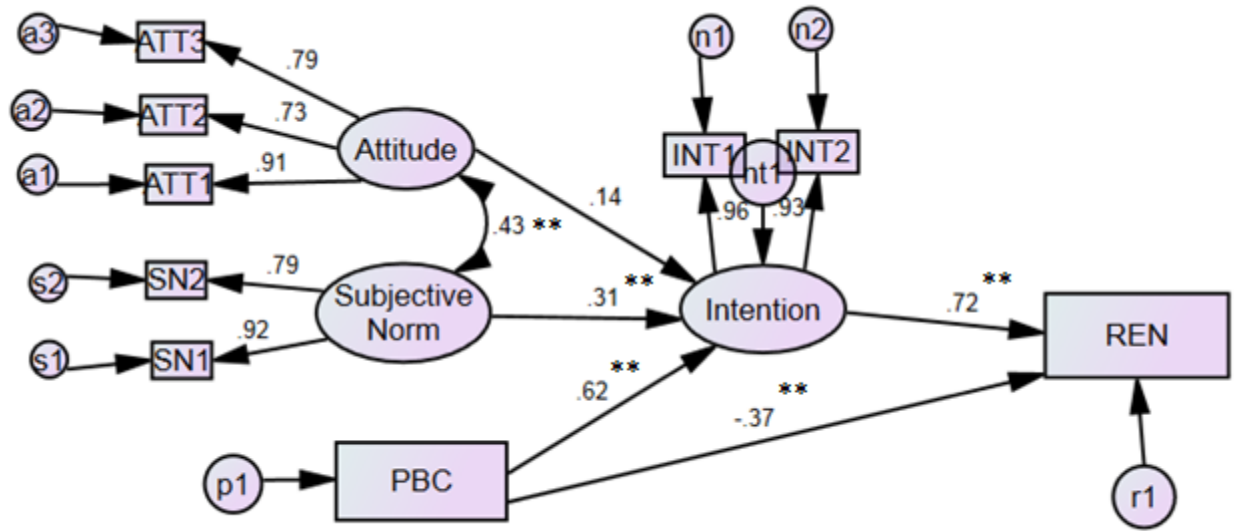 a3
ATT3
.79
a2
ATT2
.73
a1
ATT1
.91
Attitude
.43 **
.14
s2
SN2
.79
s1
SN1
.92
Subjective
Norm
.31
**
n1
n2
INT1
INT2
nt1
.96
.93
Intention
.72
**
REN
r1
p1
PBC
.62
**
-.37
**